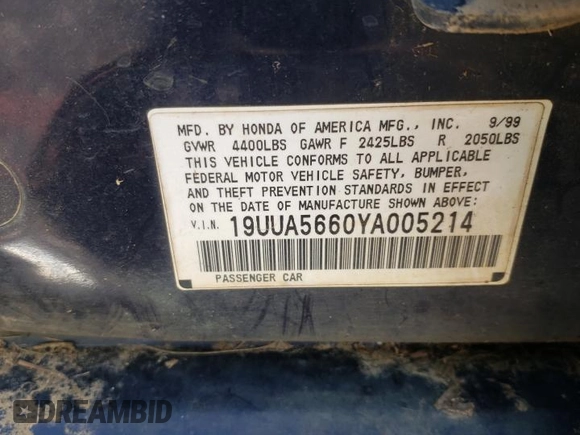 MFD. BY HONDA OF AMERICA MFG., INC. 9/99
GVWR 4400LBS GAWR F 2425LBS R 2050LBS
THIS VEHICLE CONFORMS TO ALL APPLICABLE
FEDERAL MOTOR VEHICLE SAFETY, BUMPER,
AND THEFT PREVENTION STANDARDS IN EFFECT
ON THE DATE OF MANUFACTURE SHOWN ABOVE:
V.I.N. 19UUA5660YA005214
PASSENGER CAR
DREAMBID